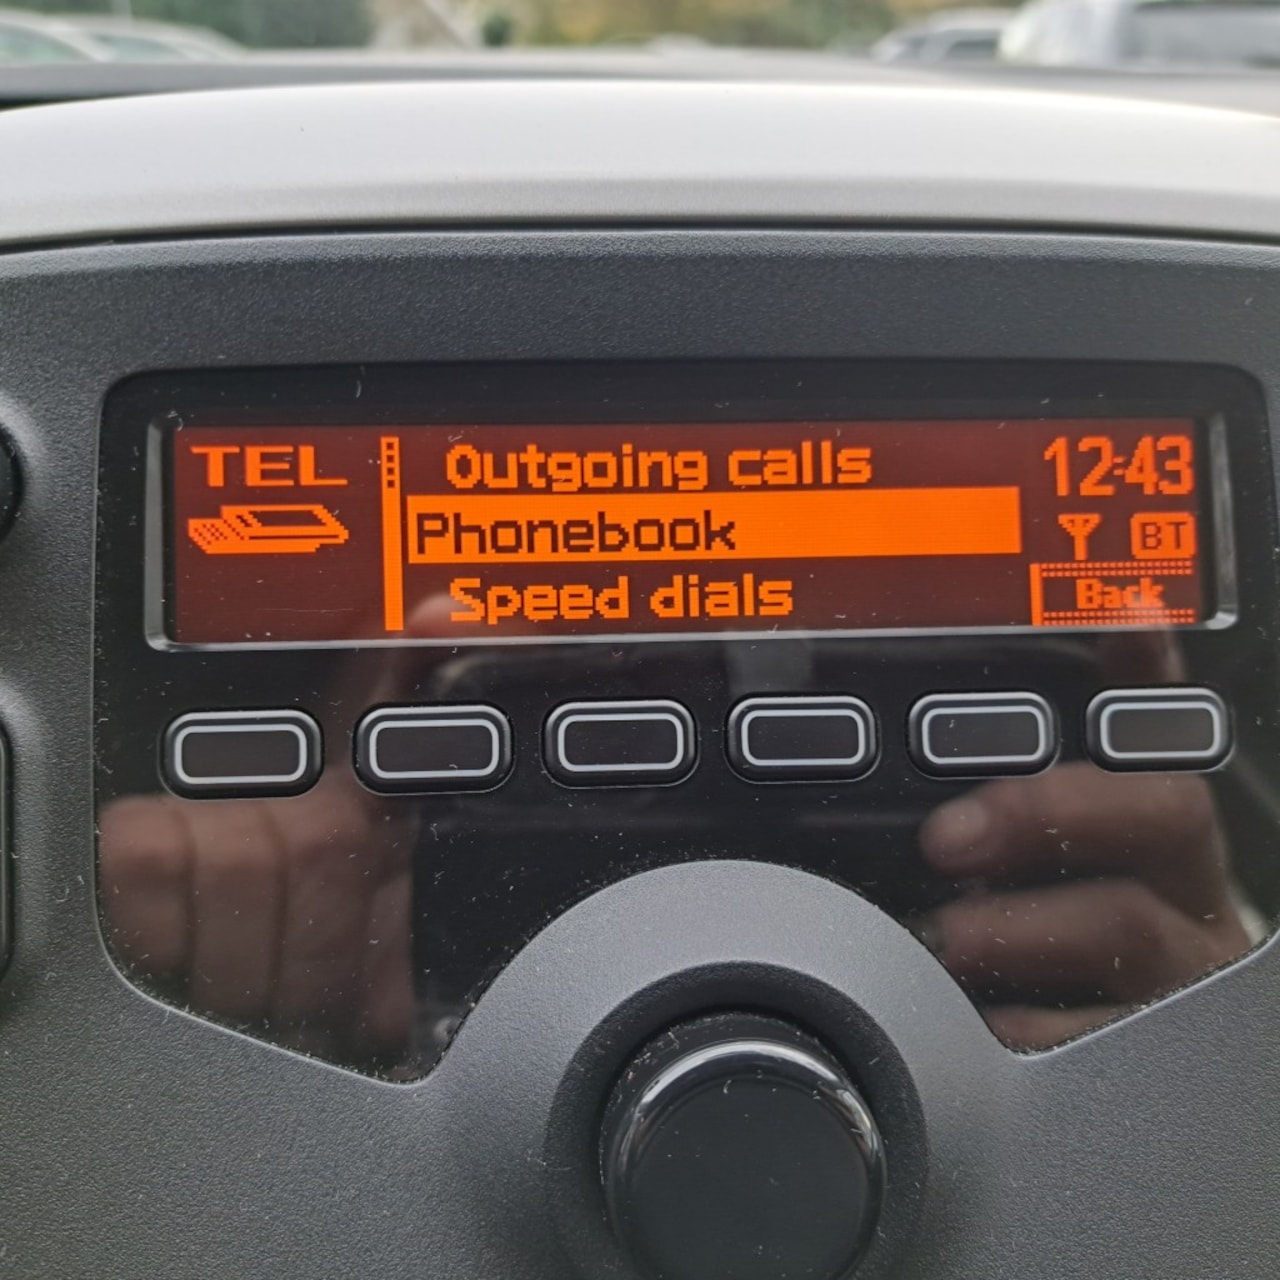 TEL
Outgoing calls
Phonebook
Speed dials
12:43
BT
Back